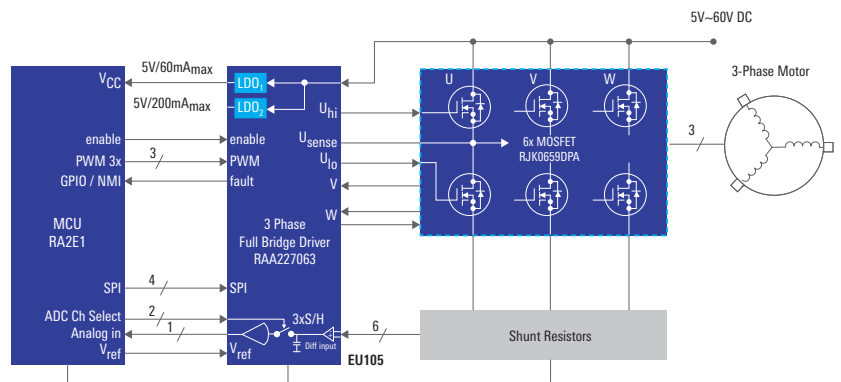 5V~60V DC
5V/60mAmax
VCC
LDO1
U
V
W
3-Phase Motor
5V/200mAmax
LDO2
Uhi
enable
enable
Usense
6x MOSFET
RJK0659DPA
3
PWM 3x
3
PWM
Ulo
GPIO / NMI
fault
V
W
MCU
RA2E1
3 Phase
Full Bridge Driver
RAA227063
SPI
4
SPI
ADC Ch Select
2
3xS/H
6
Analog in
1
Diff input
Shunt Resistors
Vref
Vref
EU105